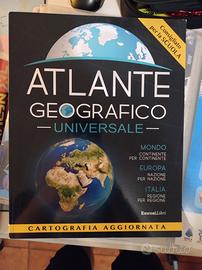 Consigliato
per la SCUOLA
ATLANTE
GEOGRAFICO
UNIVERSALE
MONDO
CONTINENTE
PER CONTINENTE
EUROPA
NAZIONE
PER NAZIONE
ITALIA
REGIONE
PER REGIONE
RusconiLibri
CARTOGRAFIA AGGIORNATA